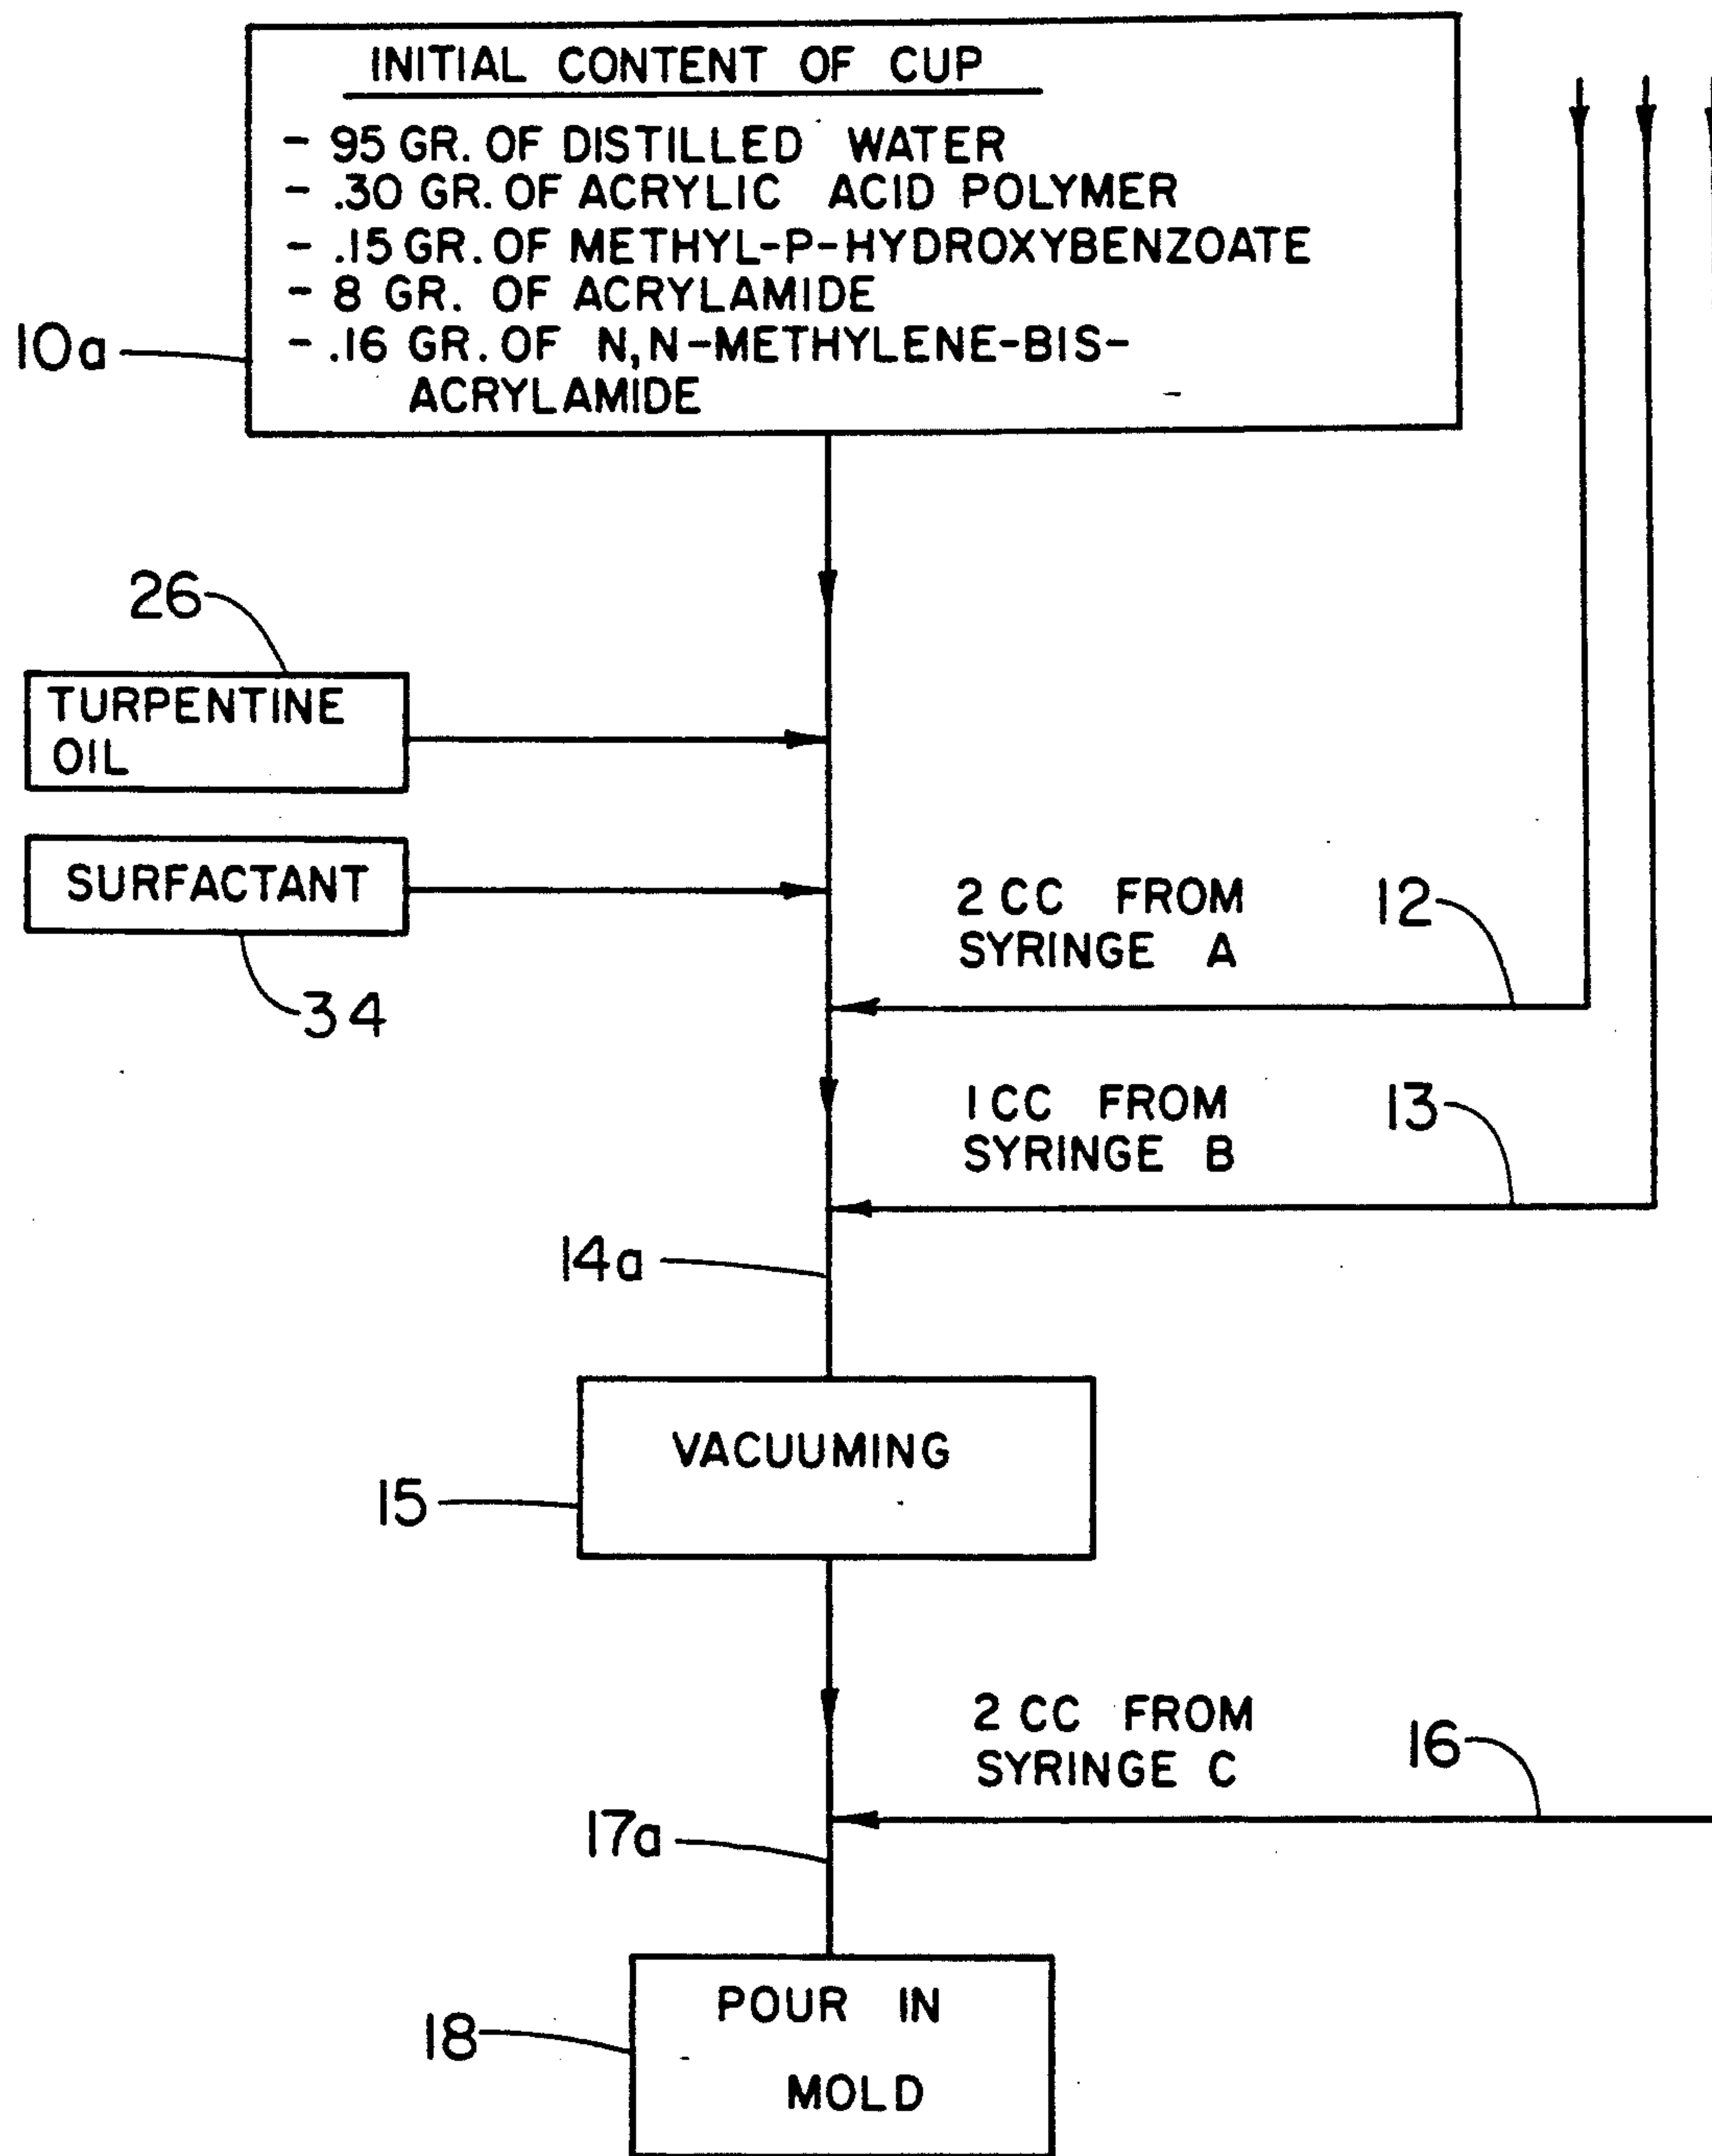 INITIAL CONTENT OF CUP
- 95 GR. OF DISTILLED WATER
- .30 GR. OF ACRYLIC ACID POLYMER
- .15 GR. OF METHYL-P-HYDROXYBENZOATE
- 8 GR. OF ACRYLAMIDE
- .16 GR. OF N,N-METHYLENE-BIS-
ACRYLAMIDE
10a
26
TURPENTINE
OIL
SURFACTANT
34
2 CC FROM
SYRINGE A
12
1 CC FROM
SYRINGE B
13
14a
VACUUMING
15
2 CC FROM
SYRINGE C
16
17a
POUR IN
MOLD
18